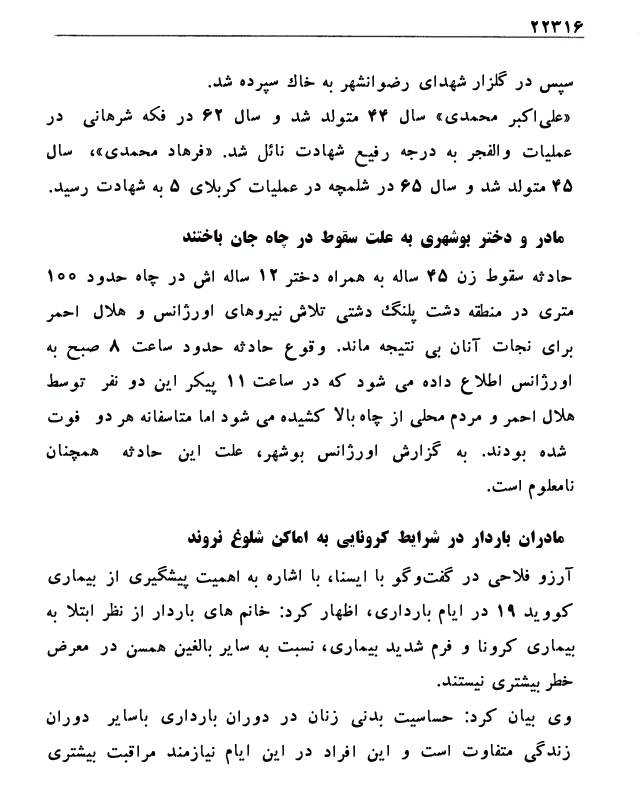 ۲۲۳۱۶
سپس در گلزار شهدای رضوانشهر به خاك سپرده شد.
«علی‌اکبر محمدی» سال ۴۴ متولد شد و سال ۶۲ در فکه شرهانی در
عملیات والفجر به درجه رفیع شهادت نائل شد. «فرهاد محمدی»، سال
۴۵ متولد شد و سال ۶۵ در شلمچه در عملیات کربلای ۵ به شهادت رسید.
مادر و دختر بوشهری به علت سقوط در چاه جان باختند
حادثه سقوط زن ۴۵ ساله به همراه دختر ۱۲ ساله اش در چاه حدود ۱۰۰
متری در منطقه دشت پلنگ دشتی تلاش نیروهای اورژانس و هلال احمر
برای نجات آنان بی نتیجه ماند. وقوع حادثه حدود ساعت ۸ صبح به
اورژانس اطلاع داده می شود که در ساعت ۱۱ پیکر این دو نفر توسط
هلال احمر و مردم محلی از چاه بالا کشیده می شود اما متاسفانه هر دو فوت
شده بودند. به گزارش اورژانس بوشهر، علت این حادثه همچنان
نامعلوم است.
مادران باردار در شرایط کرونایی به اماکن شلوغ نروند
آرزو فلاحی در گفت‌وگو با ایسنا، با اشاره به اهمیت پیشگیری از بیماری
کووید ۱۹ در ایام بارداری، اظهار کرد: خانم های باردار از نظر ابتلا به
بیماری کرونا و فرم شدید بیماری، نسبت به سایر بالغین همسن در معرض
خطر بیشتری نیستند.
وی بیان کرد: حساسیت بدنی زنان در دوران بارداری باسایر دوران
زندگی متفاوت است و این افراد در این ایام نیازمند مراقبت بیشتری